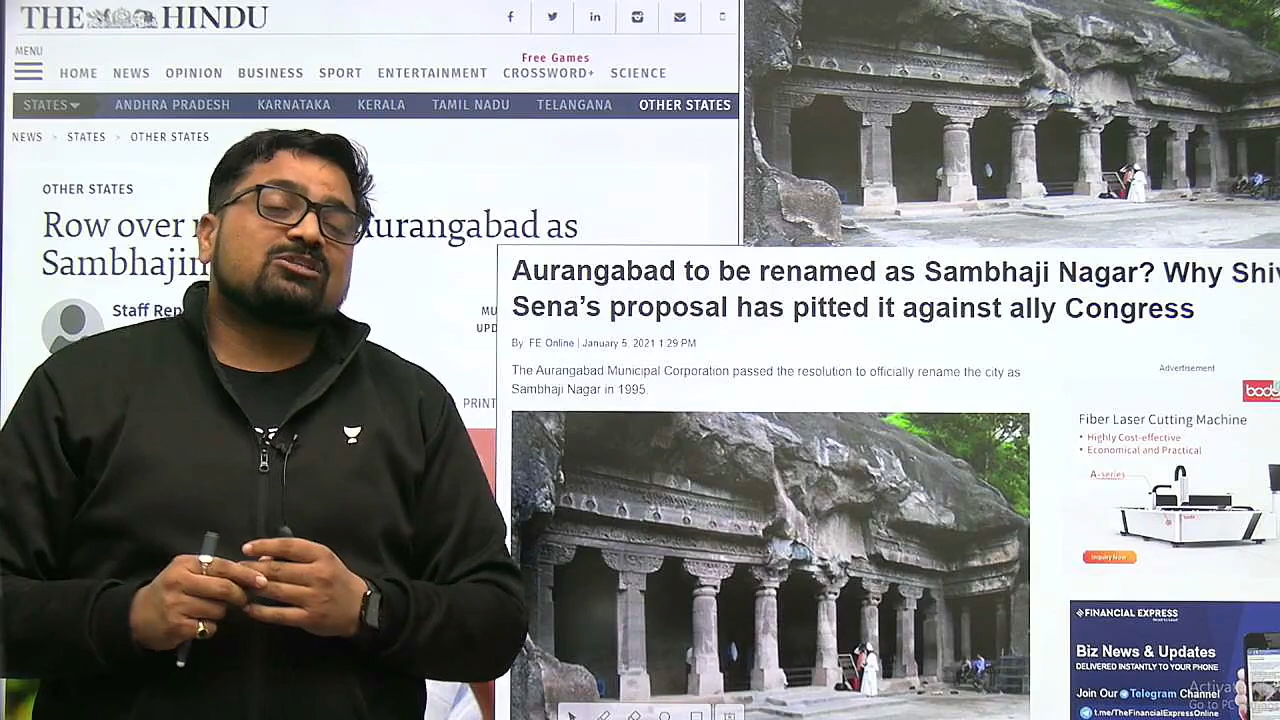 THE HINDU
MENU
HOME NEWS OPINION BUSINESS SPORT ENTERTAINMENT Free Games CROSSWORD+ SCIENCE
STATES ANDHRA PRADESH KARNATAKA KERALA TAMIL NADU TELANGANA OTHER STATES
NEWS > STATES > OTHER STATES
OTHER STATES
Row over Aurangabad as
Staff
PRINT
Aurangabad to be renamed as Sambhaji Nagar? Why
Sena's proposal has pitted it against ally Congress
By FE Online | January 5, 2021 1:29 PM
The Aurangabad Municipal Corporation passed the resolution to officially rename the city as
Sambhaji Nagar in 1995.
Advertisement
Fiber Laser Cutting Machine
• Highly Cost-effective
• Economical and Practical
A-series
Inquiry Now
FINANCIAL EXPRESS
Biz News & Updates
DELIVERED INSTANTLY TO YOUR PHONE
Join Our Telegram Channel
t.me/TheFinancialExpressOnline